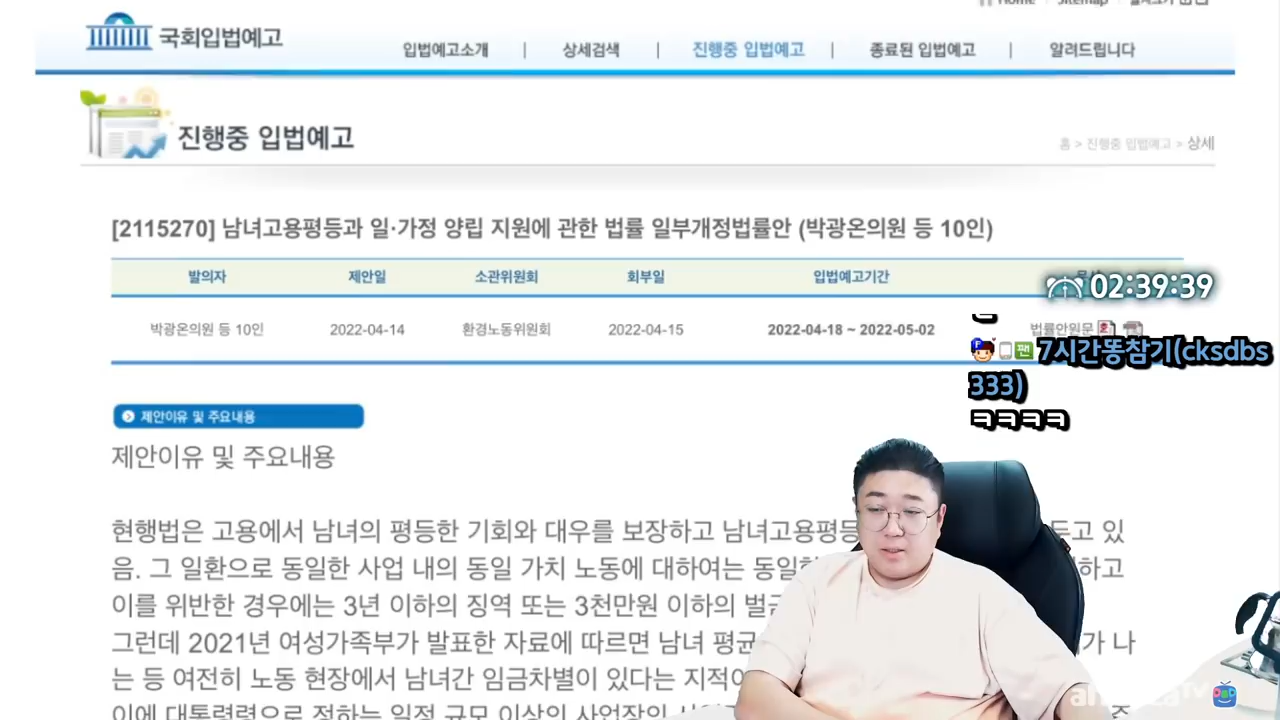 Home Sitemap
국회입법예고
입법예고소개 | 상세검색 | 진행중 입법예고 | 종료된 입법예고 | 알려드립니다
진행중 입법예고
홈 > 진행중 입법예고 > 상세
[2115270] 남녀고용평등과 일·가정 양립 지원에 관한 법률 일부개정법률안 (박광온의원 등 10인)
발의자 제안일 소관위원회 회부일 입법예고기간
02:39:39
박광온의원 등 10인 2022-04-14 환경노동위원회 2022-04-15 2022-04-18 ~ 2022-05-02 법률안원문
F 팬 7시간똥참기(cksdbs
333)
ㅋㅋㅋㅋ
제안이유 및 주요내용
제안이유 및 주요내용
현행법은 고용에서 남녀의 평등한 기회와 대우를 보장하고 남녀고용평등 두고 있
음. 그 일환으로 동일한 사업 내의 동일 가치 노동에 대하여는 동일한 하고
이를 위반한 경우에는 3년 이하의 징역 또는 3천만원 이하의 벌금
그런데 2021년 여성가족부가 발표한 자료에 따르면 남녀 평균 가 나
는 등 여전히 노동 현장에서 남녀간 임금차별이 있다는 지적이
이에 대통령령으로 정하는 일정 규모 이상의 사업장의